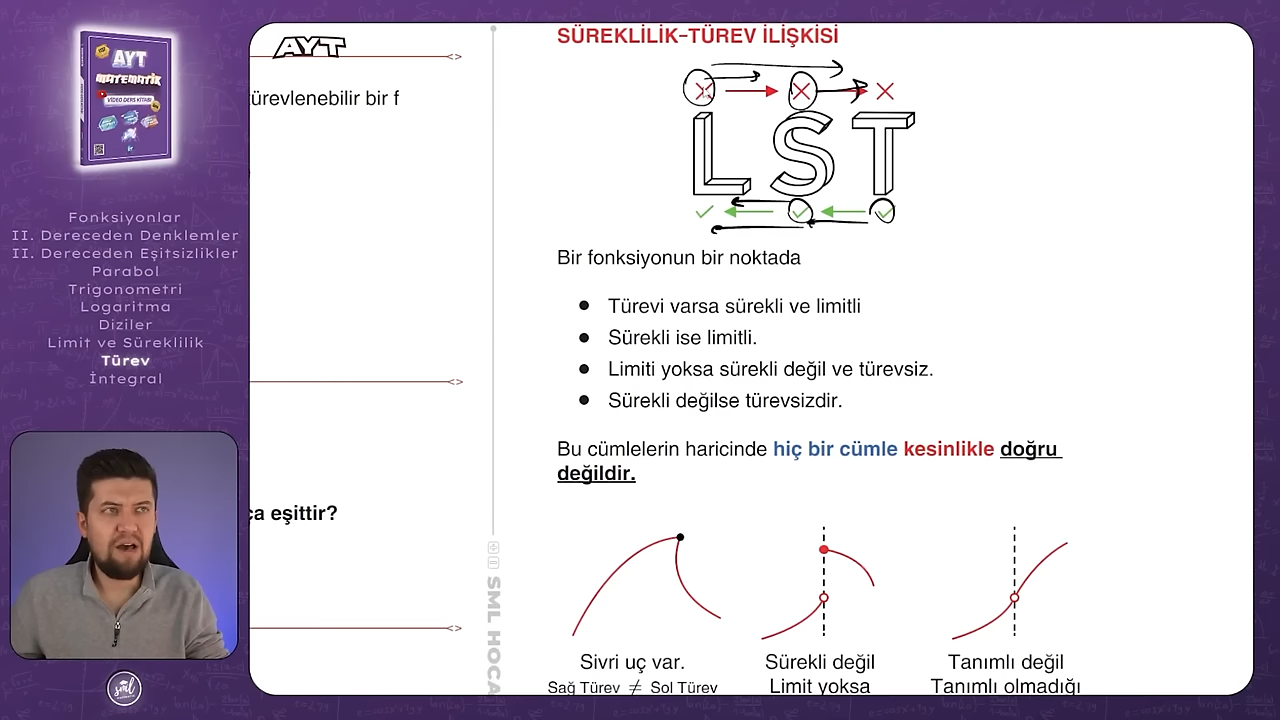 AYT
MATEMATİK
VİDEO DERS KİTABI
Fonksiyonlar
II. Dereceden Denklemler
II. Dereceden Eşitsizlikler
Parabol
Trigonometri
Logaritma
Diziler
Limit ve Süreklilik
Türev
İntegral
sml
AYT
türevlenebilir bir f
ça eşittir?
SML HOCA
SÜREKLİLİK-TÜREV İLİŞKİSİ
L S T
Bir fonksiyonun bir noktada
● Türevi varsa sürekli ve limitli
● Sürekli ise limitli.
● Limiti yoksa sürekli değil ve türevsiz.
● Sürekli değilse türevsizdir.
Bu cümlelerin haricinde hiç bir cümle kesinlikle doğru
değildir.
Sivri uç var.
Sağ Türev ≠ Sol Türev
Sürekli değil
Limit yoksa
Tanımlı değil
Tanımlı olmadığı